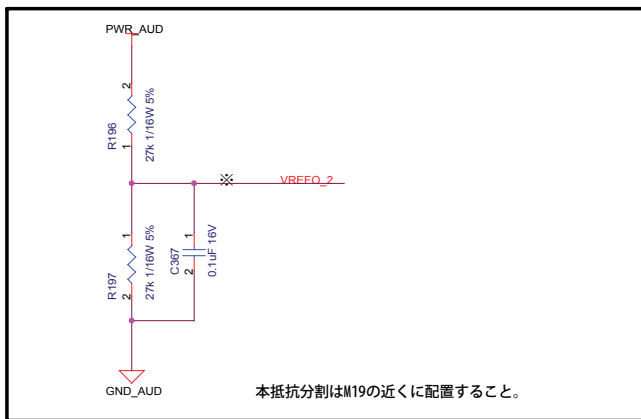 PWR_AUD
2
R196
27k 1/16W 5%
1
※
VREFO_2
1
R197
27k 1/16W 5%
2
1
C367
0.1uF 16V
2
GND_AUD
本抵抗分割はM19の近くに配置すること。